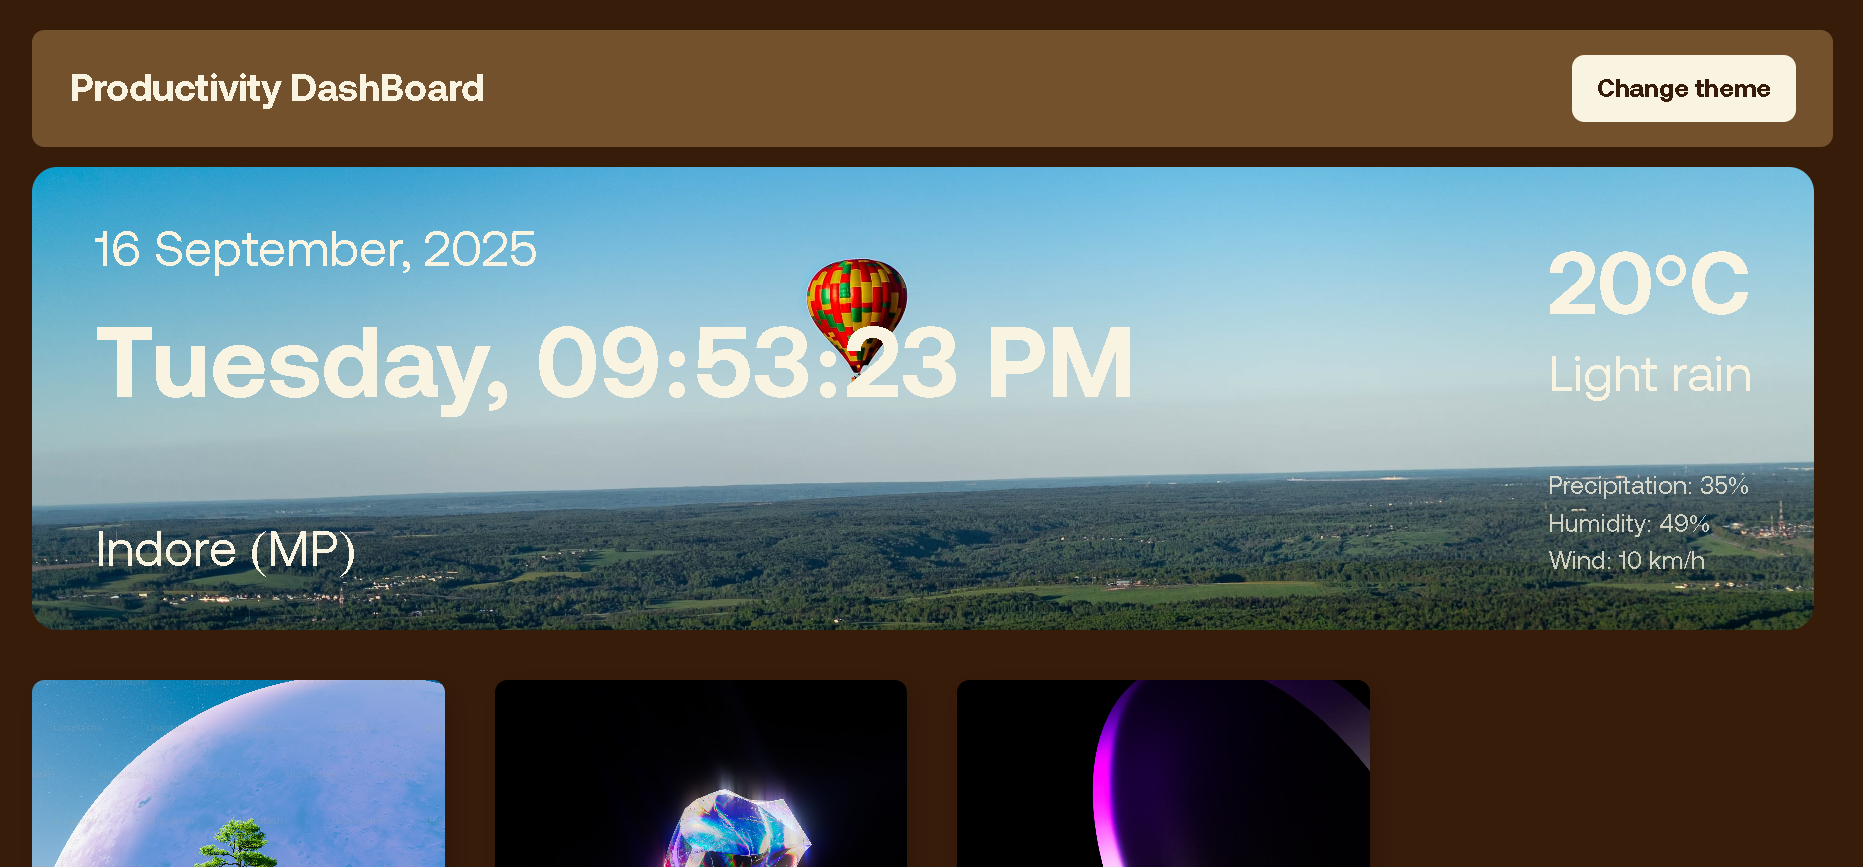 Productivity DashBoard
Change theme
16 September, 2025
Tuesday, 09:53:23 PM
Indore (MP)
20°C
Light rain
Precipitation: 35%
Humidity: 49%
Wind: 10 km/h